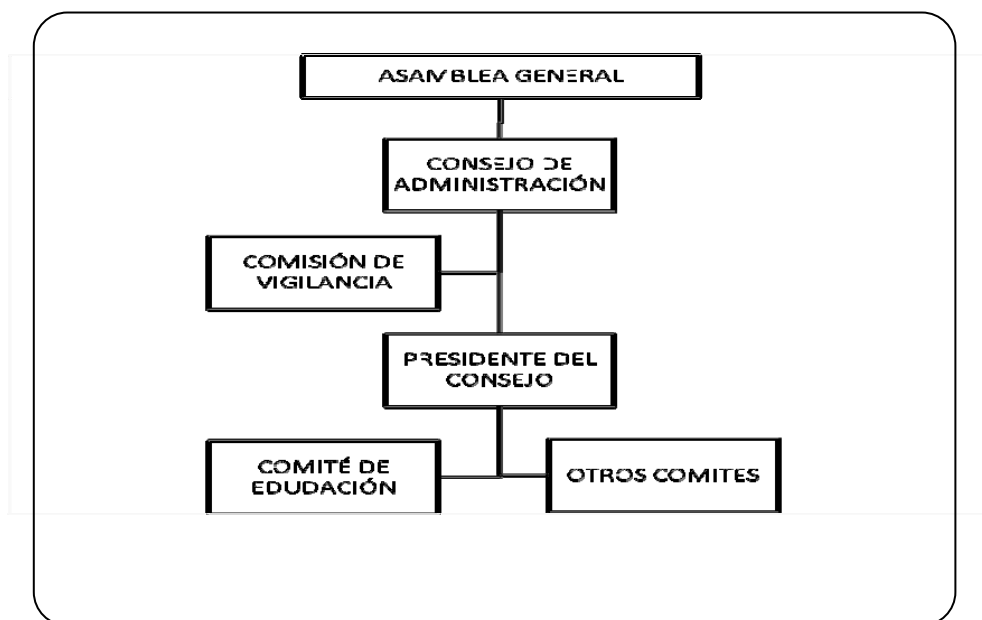 ASAMBLEA GENERAL
CONSEJO DE
ADMINISTRACIÓN
COMISIÓN DE
VIGILANCIA
PRESIDENTE DEL
CONSEJO
COMITÉ DE
EDUDACIÓN
OTROS COMITES